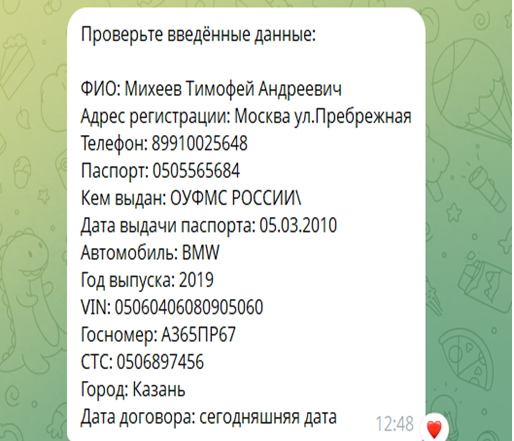 Проверьте введённые данные:
ФИО: Михеев Тимофей Андреевич
Адрес регистрации: Москва ул.Пребрежная
Телефон: 89910025648
Паспорт: 0505565684
Кем выдан: ОУФМС РОССИИ\
Дата выдачи паспорта: 05.03.2010
Автомобиль: BMW
Год выпуска: 2019
VIN: 05060406080905060
Госномер: А365ПР67
СТС: 0506897456
Город: Казань
Дата договора: сегодняшняя дата
12:48